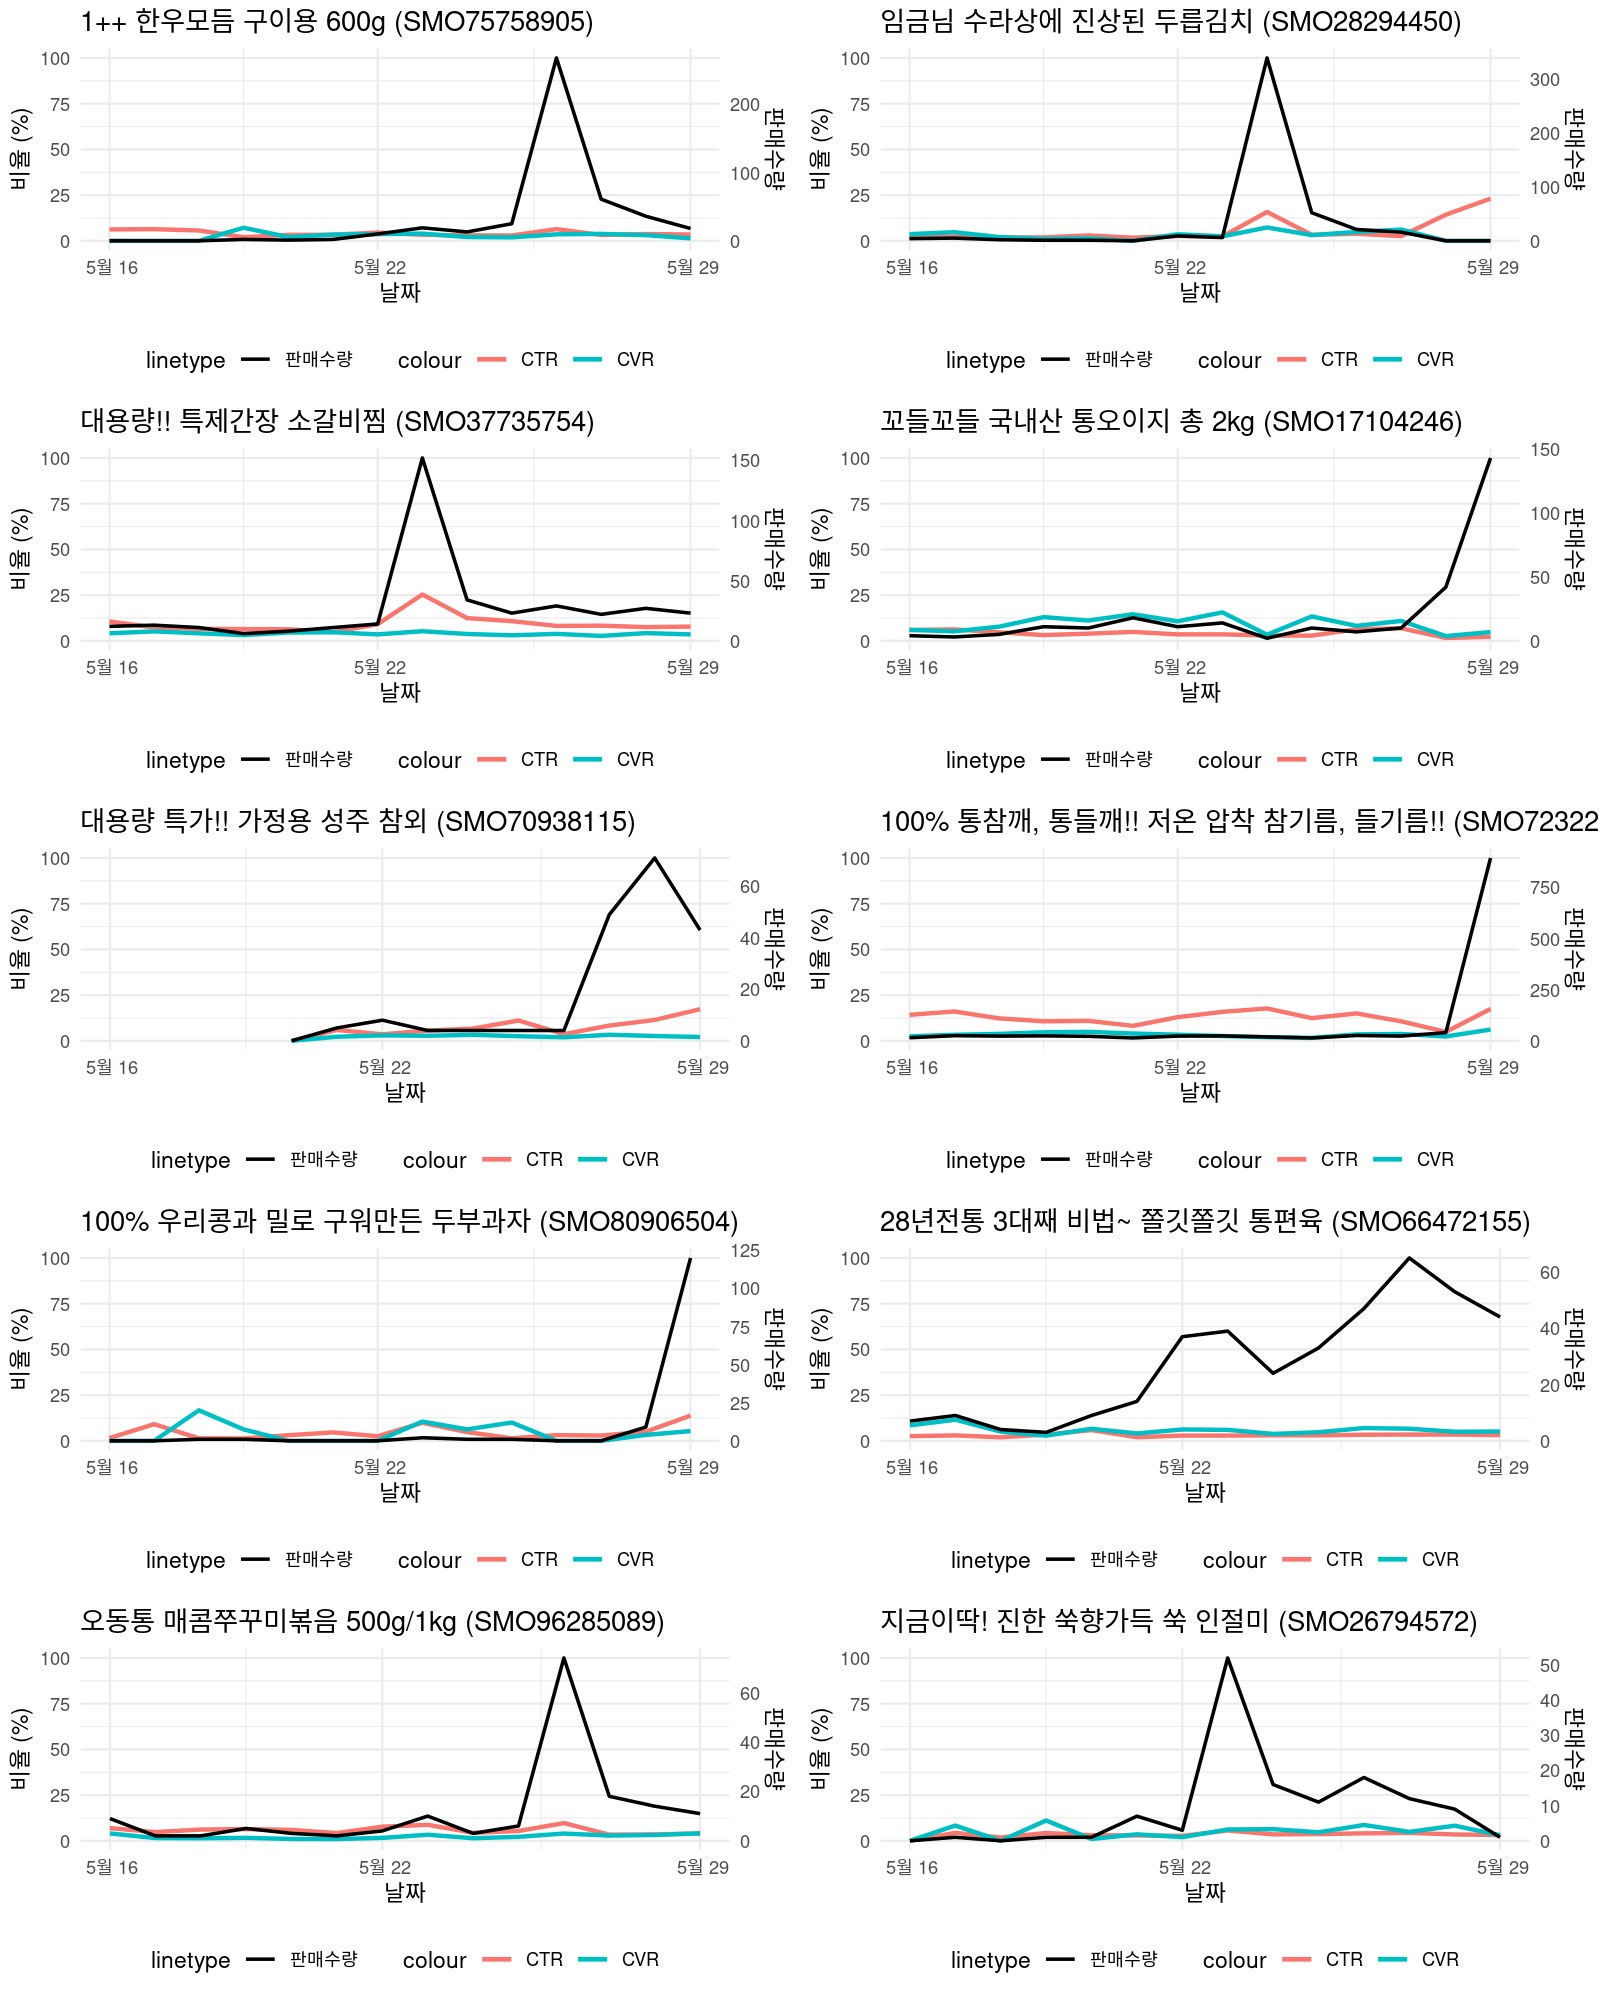 1++ 한우모듬 구이용 600g (SMO75758905)
비율 (%)
100
75
50
25
0
200
100
0
판매수량
5월 16
5월 22
5월 29
날짜
linetype 판매수량 colour CTR CVR
임금님 수라상에 진상된 두릅김치 (SMO28294450)
비율 (%)
100
75
50
25
0
300
200
100
0
판매수량
5월 16
5월 22
5월 29
날짜
linetype 판매수량 colour CTR CVR
대용량!! 특제간장 소갈비찜 (SMO37735754)
비율 (%)
100
75
50
25
0
150
100
50
0
판매수량
5월 16
5월 22
5월 29
날짜
linetype 판매수량 colour CTR CVR
꼬들꼬들 국내산 통오이지 총 2kg (SMO17104246)
비율 (%)
100
75
50
25
0
150
100
50
0
판매수량
5월 16
5월 22
5월 29
날짜
linetype 판매수량 colour CTR CVR
대용량 특가!! 가정용 성주 참외 (SMO70938115)
비율 (%)
100
75
50
25
0
60
40
20
0
판매수량
5월 16
5월 22
5월 29
날짜
linetype 판매수량 colour CTR CVR
100% 통참깨, 통들깨!! 저온 압착 참기름, 들기름!! (SMO72322
비율 (%)
100
75
50
25
0
750
500
250
0
판매수량
5월 16
5월 22
5월 29
날짜
linetype 판매수량 colour CTR CVR
100% 우리콩과 밀로 구워만든 두부과자 (SMO80906504)
비율 (%)
100
75
50
25
0
125
100
75
50
25
0
판매수량
5월 16
5월 22
5월 29
날짜
linetype 판매수량 colour CTR CVR
28년전통 3대째 비법~ 쫄깃쫄깃 통편육 (SMO66472155)
비율 (%)
100
75
50
25
0
60
40
20
0
판매수량
5월 16
5월 22
5월 29
날짜
linetype 판매수량 colour CTR CVR
오동통 매콤쭈꾸미볶음 500g/1kg (SMO96285089)
비율 (%)
100
75
50
25
0
60
40
20
0
판매수량
5월 16
5월 22
5월 29
날짜
linetype 판매수량 colour CTR CVR
지금이딱! 진한 쑥향가득 쑥 인절미 (SMO26794572)
비율 (%)
100
75
50
25
0
50
40
30
20
10
0
판매수량
5월 16
5월 22
5월 29
날짜
linetype 판매수량 colour CTR CVR